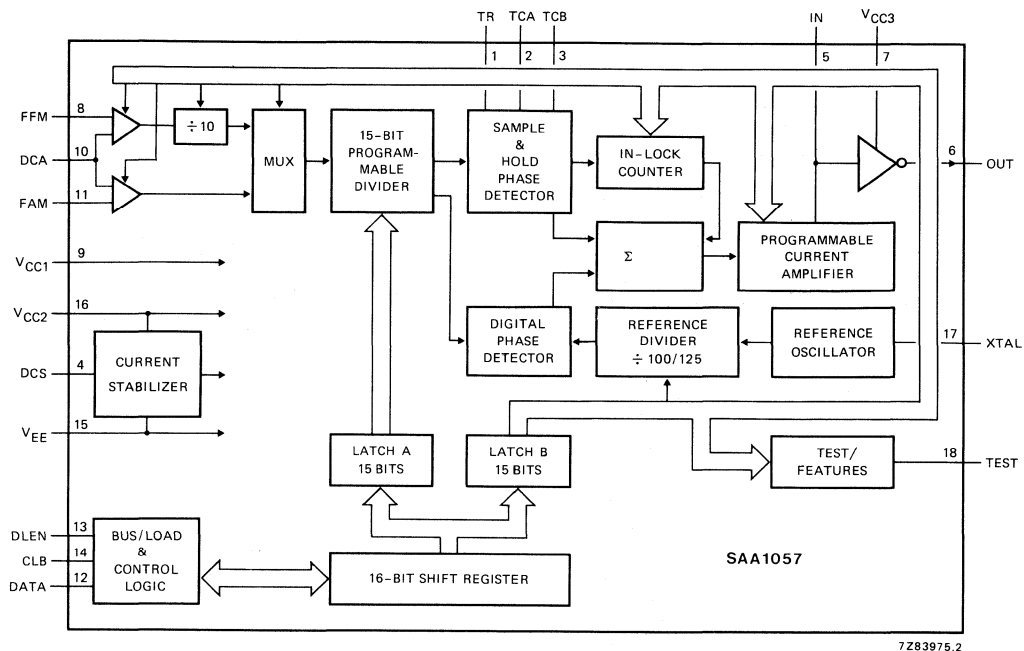 TR TCA TCB IN VCC3
1 2 3 5 7
FFM 8
DCA 10
FAM 11
÷ 10
MUX
15-BIT
PROGRAM-
MABLE
DIVIDER
SAMPLE
&
HOLD
PHASE
DETECTOR
IN-LOCK
COUNTER
6 OUT
Σ
PROGRAMMABLE
CURRENT
AMPLIFIER
VCC1 9
VCC2 16
DCS 4
VEE 15
CURRENT
STABILIZER
DIGITAL
PHASE
DETECTOR
REFERENCE
DIVIDER
÷ 100/125
REFERENCE
OSCILLATOR
17 XTAL
LATCH A
15 BITS
LATCH B
15 BITS
TEST/
FEATURES
18 TEST
DLEN 13
CLB 14
DATA 12
BUS/LOAD
&
CONTROL
LOGIC
16-BIT SHIFT REGISTER
SAA1057
7Z83975.2